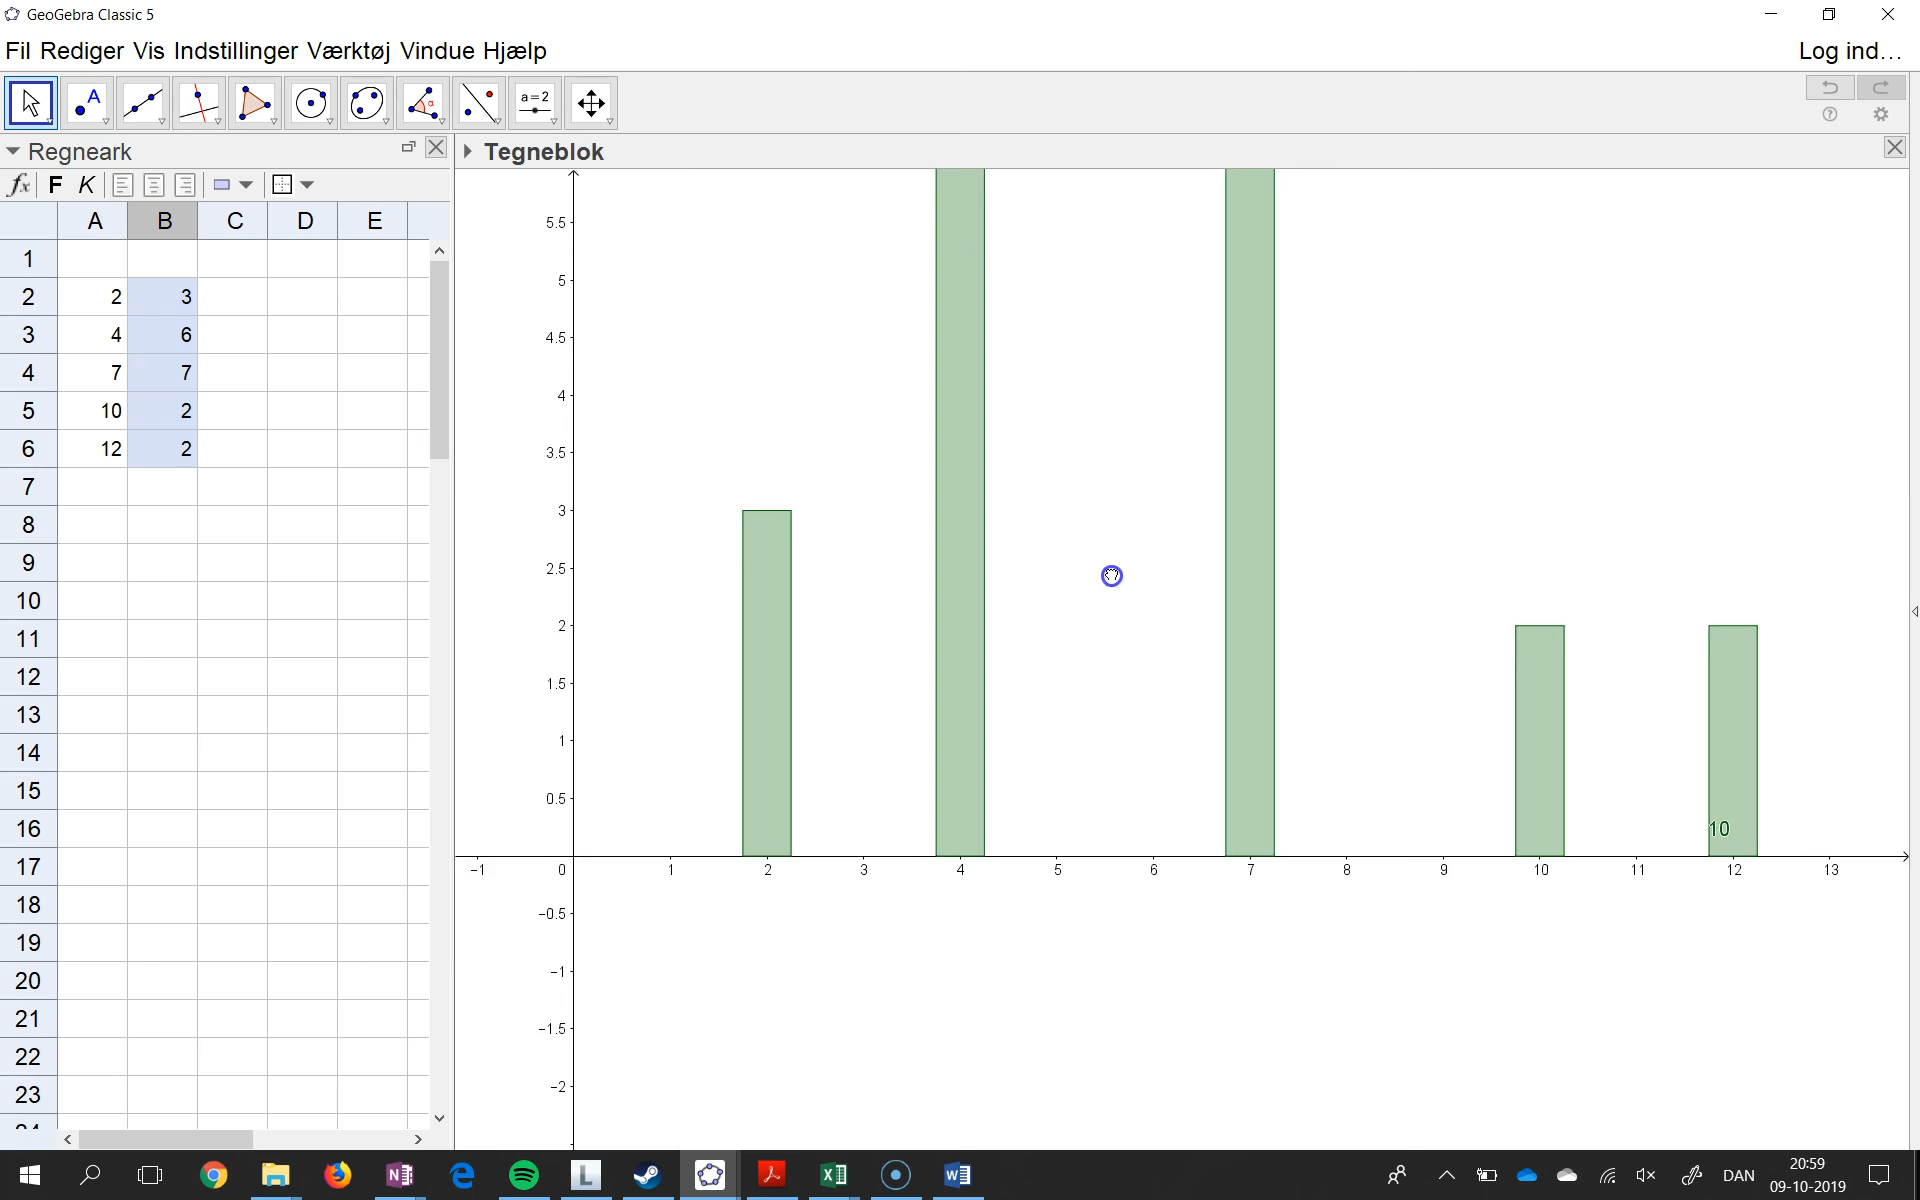 GeoGebra Classic 5
Fil Rediger Vis Indstillinger Værktøj Vindue Hjælp
Log ind...
A
α
a=2
Regneark
Tegneblok
fx F K
A B C D E
1
2 2 3
3 4 6
4 7 7
5 10 2
6 12 2
7
8
9
10
11
12
13
14
15
16
17
18
19
20
21
22
23
24
5.5
5
4.5
4
3.5
3
2.5
2
1.5
1
0.5
10
-1 0 1 2 3 4 5 6 7 8 9 10 11 12 13
-0.5
-1
-1.5
-2
DAN
20:59
09-10-2019